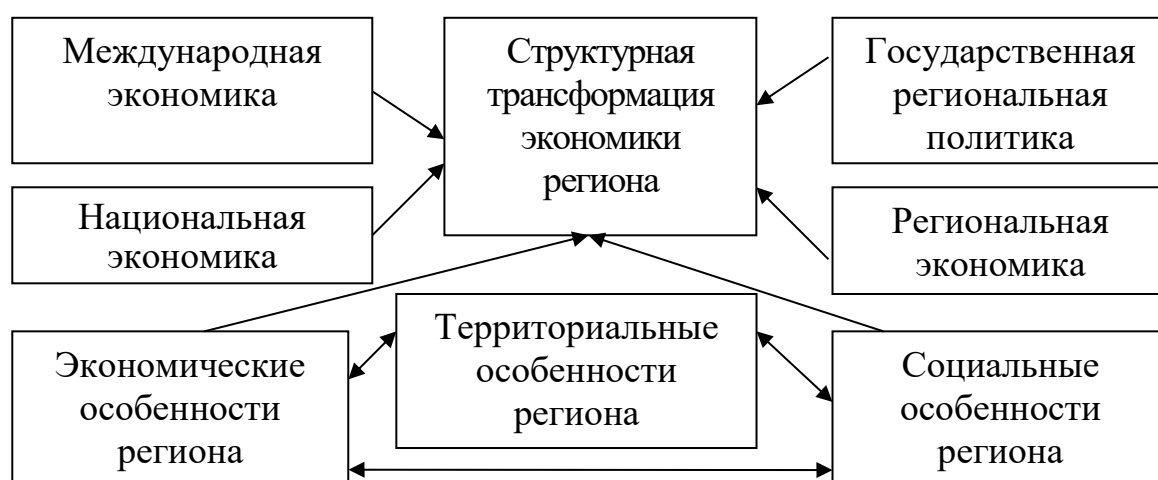 Международная
экономика
Структурная
трансформация
экономики
региона
Государственная
региональная
политика
Национальная
экономика
Региональная
экономика
Экономические
особенности
региона
Территориальные
особенности
региона
Социальные
особенности
региона